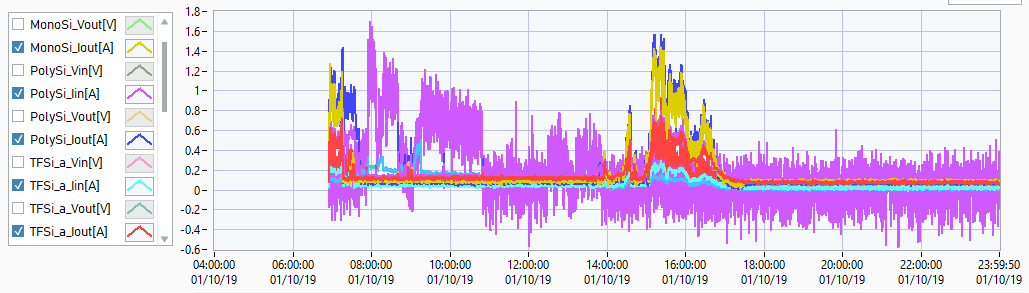 MonoSi_Vout[V]
MonoSi_Iout[A]
PolySi_Vin[V]
PolySi_Iin[A]
PolySi_Vout[V]
PolySi_Iout[A]
TFSi_a_Vin[V]
TFSi_a_Iin[A]
TFSi_a_Vout[V]
TFSi_a_Iout[A]
1.8
1.6
1.4
1.2
1
0.8
0.6
0.4
0.2
0
-0.2
-0.4
-0.6
04:00:00 06:00:00 08:00:00 10:00:00 12:00:00 14:00:00 16:00:00 18:00:00 20:00:00 22:00:00 23:59:50
01/10/19 01/10/19 01/10/19 01/10/19 01/10/19 01/10/19 01/10/19 01/10/19 01/10/19 01/10/19 01/10/19